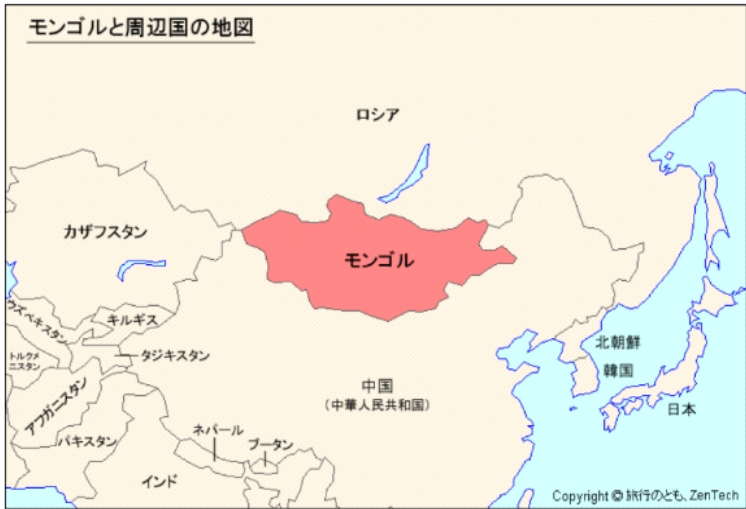 モンゴルと周辺国の地図
ロシア
カザフスタン
モンゴル
ウズベキスタン
キルギス
北朝鮮
トルクメ
ニスタン
タジキスタン
韓国
アフガニスタン
中国
(中華人民共和国)
日本
パキスタン
ネパール
ブータン
インド
Copyright © 旅行のとも、ZenTech